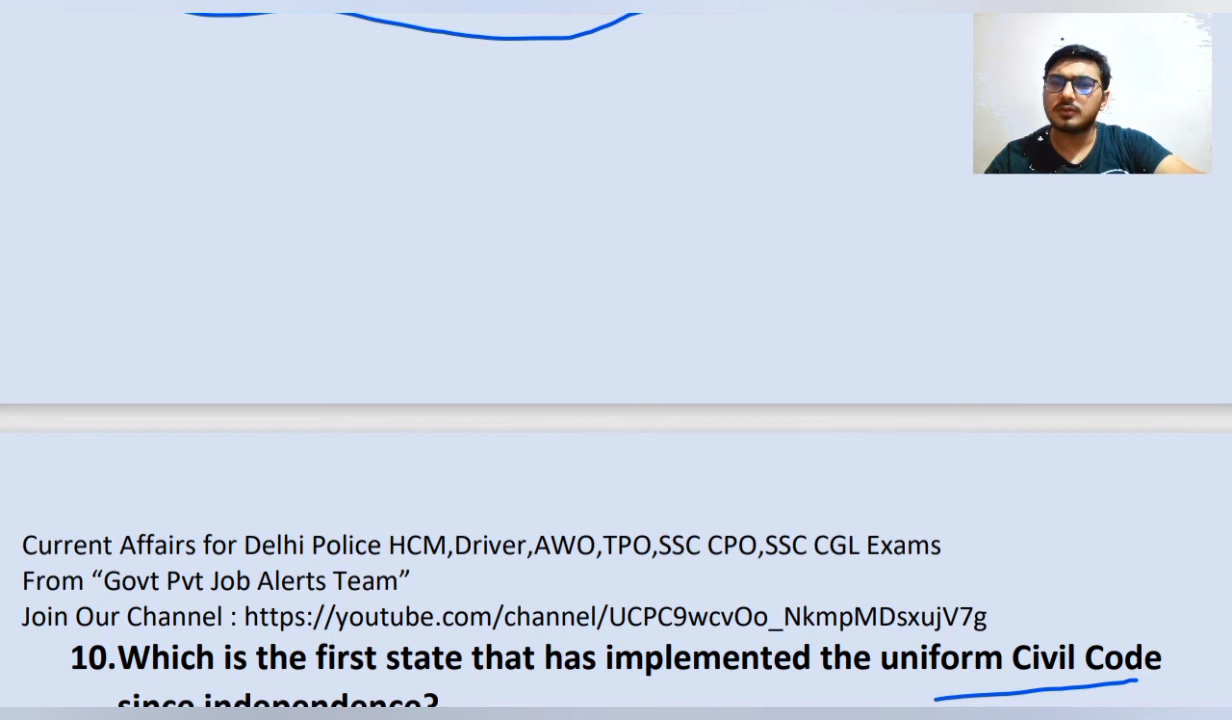 Current Affairs for Delhi Police HCM,Driver,AWO,TPO,SSC CPO,SSC CGL Exams
From “Govt Pvt Job Alerts Team”
Join Our Channel : https://youtube.com/channel/UCPC9wcvOo_NkmpMDsxujV7g
10.Which is the first state that has implemented the uniform Civil Code
since independence?